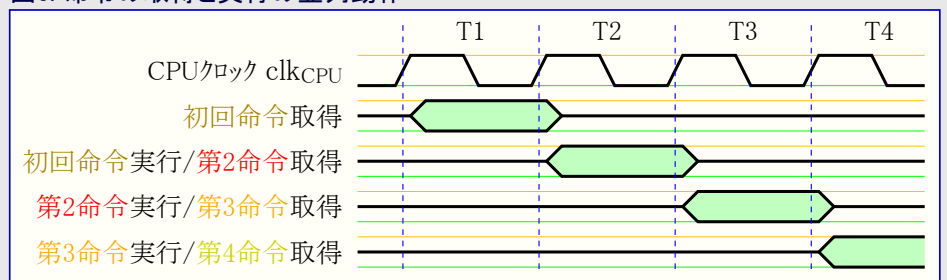 T1 T2 T3 T4
CPUクロック clkCPU
初回命令取得
初回命令実行/第2命令取得
第2命令実行/第3命令取得
第3命令実行/第4命令取得